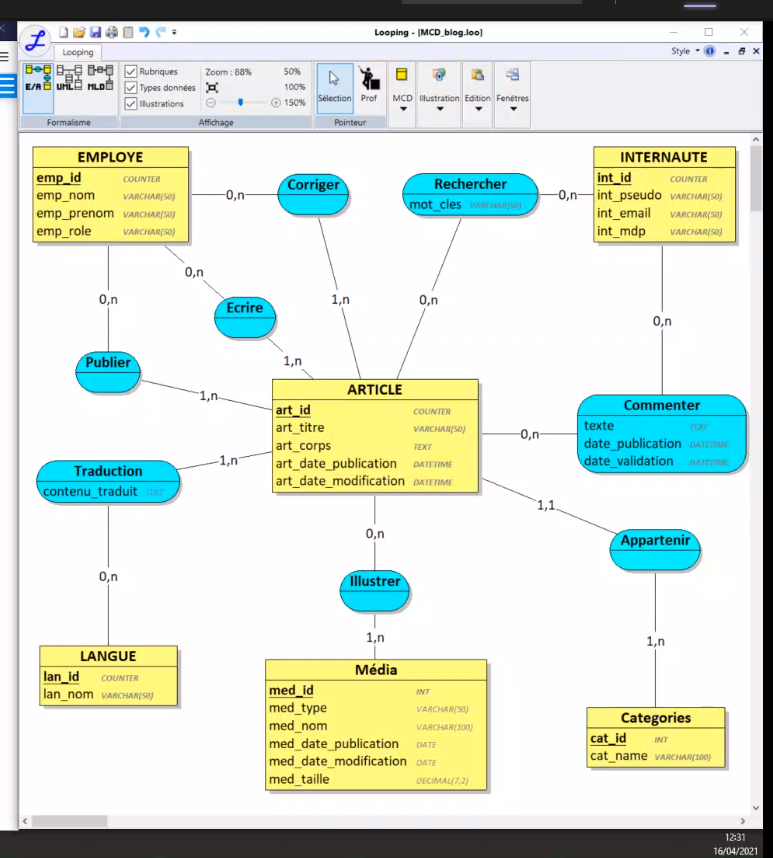 Looping - [MCD_blog.loo]
Looping
Style
Rubriques
Types données
Illustrations
Zoom : 88%
50%
100%
150%
E/R UML MLD
Sélection
Prof
MCD
Illustration
Edition
Fenêtres
Formalisme
Affichage
Pointeur
EMPLOYE
emp_id COUNTER
emp_nom VARCHAR(50)
emp_prenom VARCHAR(50)
emp_role VARCHAR(50)
0,n
Corriger
Rechercher
mot_cles VARCHAR(50)
0,n
INTERNAUTE
int_id COUNTER
int_pseudo VARCHAR(50)
int_email VARCHAR(50)
int_mdp VARCHAR(50)
0,n
0,n
1,n
0,n
0,n
Ecrire
1,n
Publier
1,n
ARTICLE
art_id COUNTER
art_titre VARCHAR(50)
art_corps TEXT
art_date_publication DATETIME
art_date_modification DATETIME
0,n
Commenter
texte TEXT
date_publication DATETIME
date_validation DATETIME
1,n
Traduction
contenu_traduit TEXT
1,1
0,n
Appartenir
0,n
Illustrer
1,n
1,n
LANGUE
lan_id COUNTER
lan_nom VARCHAR(50)
Média
med_id INT
med_type VARCHAR(50)
med_nom VARCHAR(100)
med_date_publication DATE
med_date_modification DATE
med_taille DECIMAL(7,2)
Categories
cat_id INT
cat_name VARCHAR(100)
12:31
16/04/2021